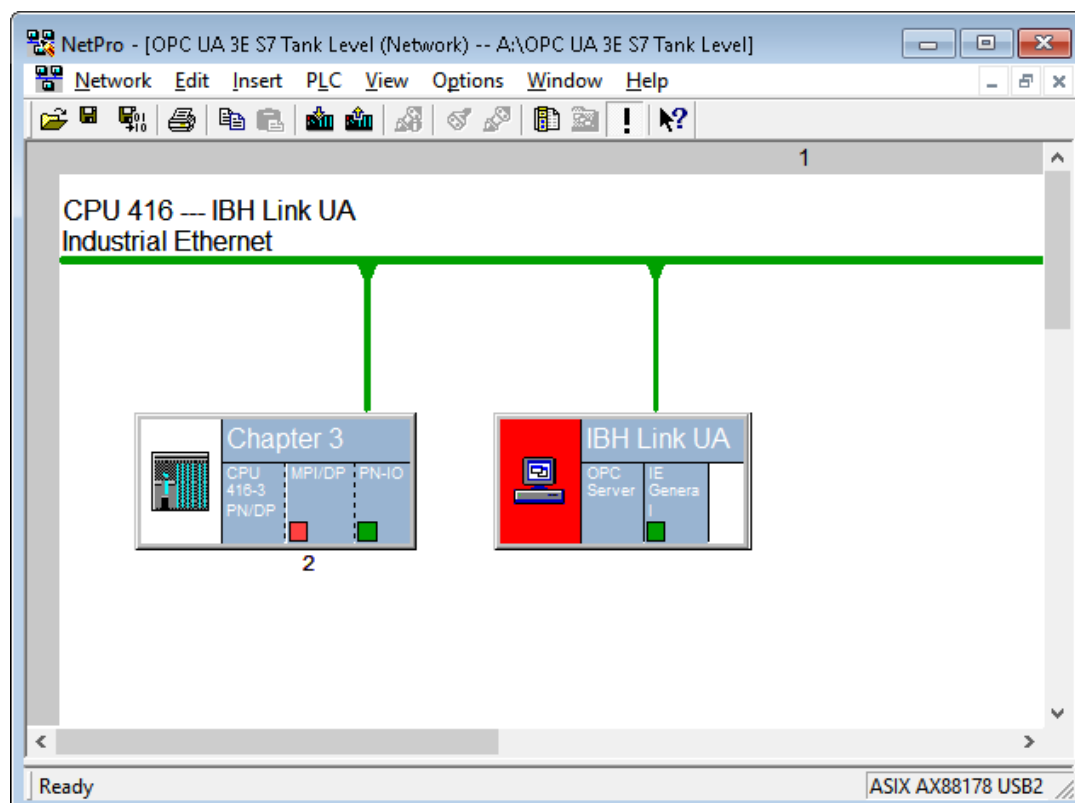 NetPro - [OPC UA 3E S7 Tank Level (Network) -- A:\OPC UA 3E S7 Tank Level]
Network Edit Insert PLC View Options Window Help
1
CPU 416 --- IBH Link UA
Industrial Ethernet
Chapter 3
CPU
416-3
PN/DP
MPI/DP
PN-IO
2
IBH Link UA
OPC
Server
IE
Genera
l
Ready
ASIX AX88178 USB2